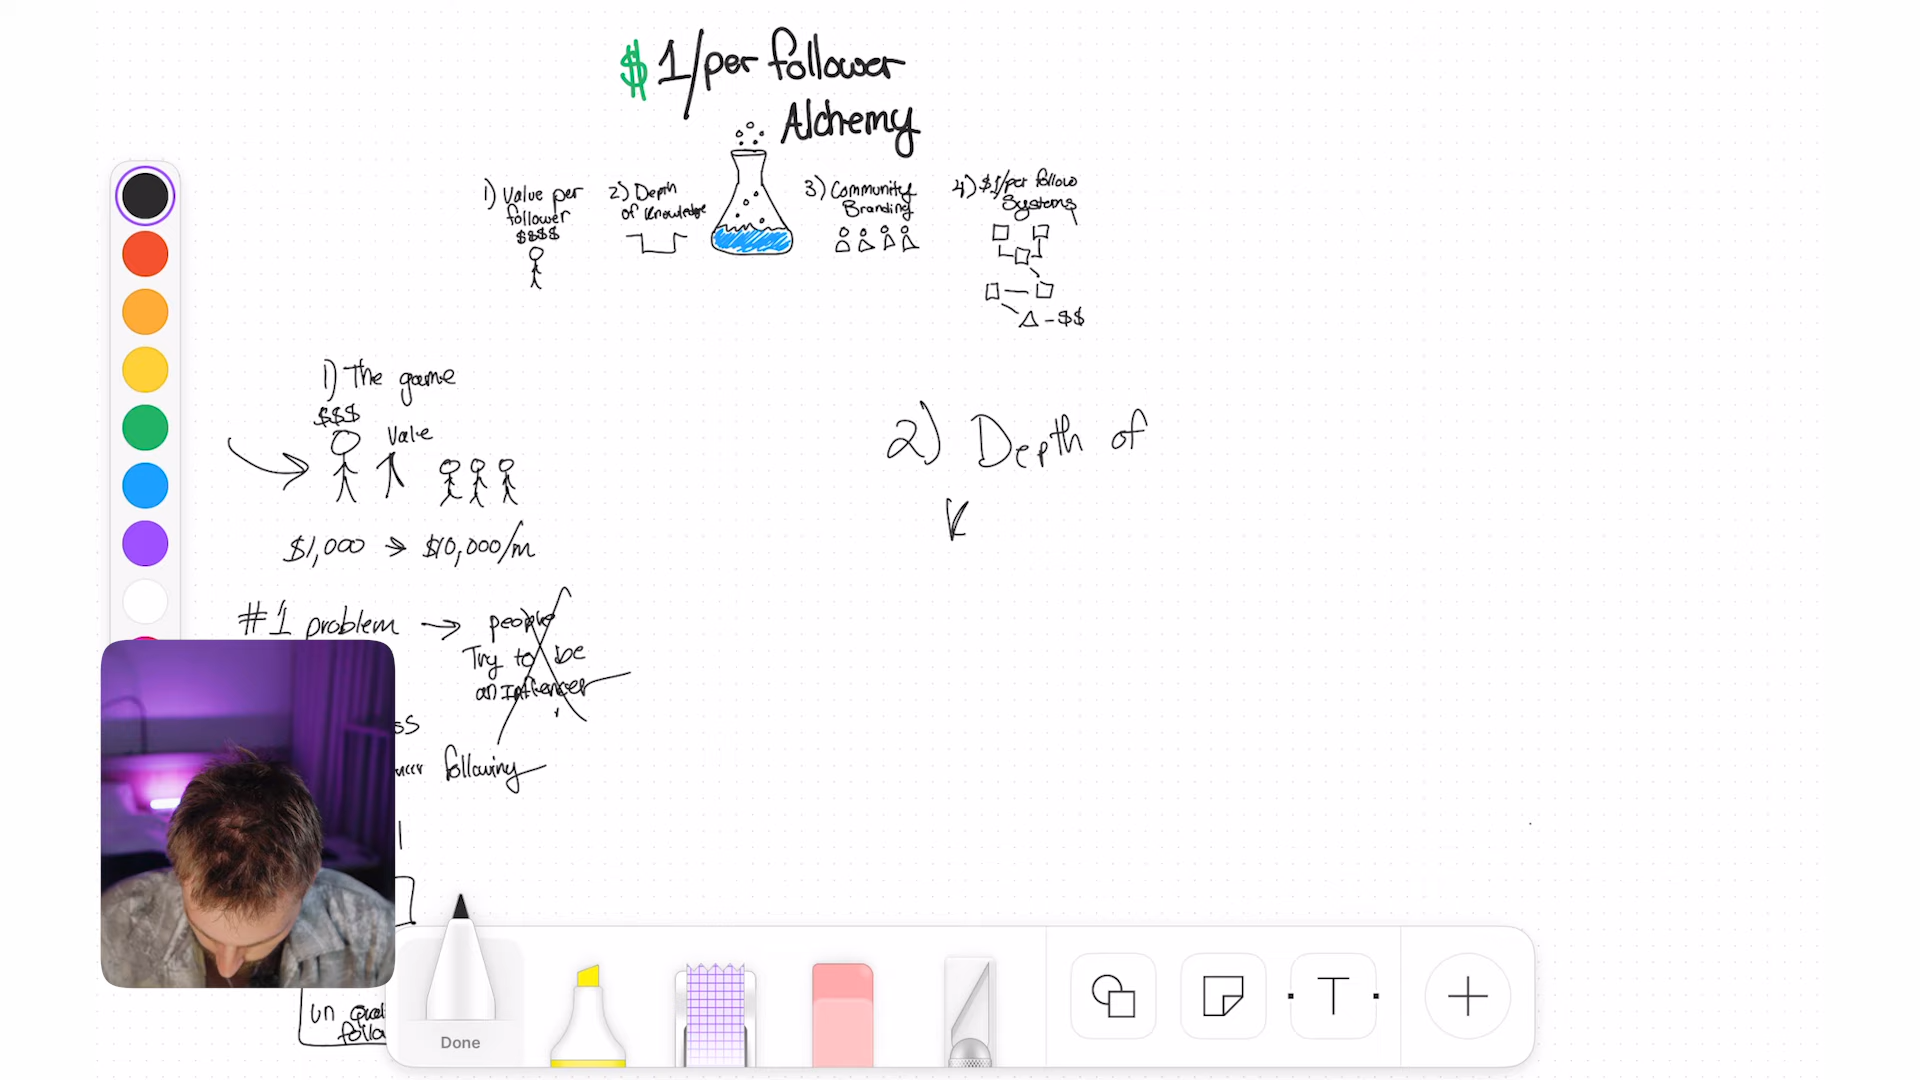 $1/per follower
Alchemy
1) Value per
follower
$$$$
2) Depth
of Knowledge
3) Community
Branding
4) $1/per follow
Systems
- $$
1) The game
$$$
Value
$1,000 → $10,000/m
#1 problem → people
Try to be
an Influencer
following
un
2) Depth of
K
Done
T